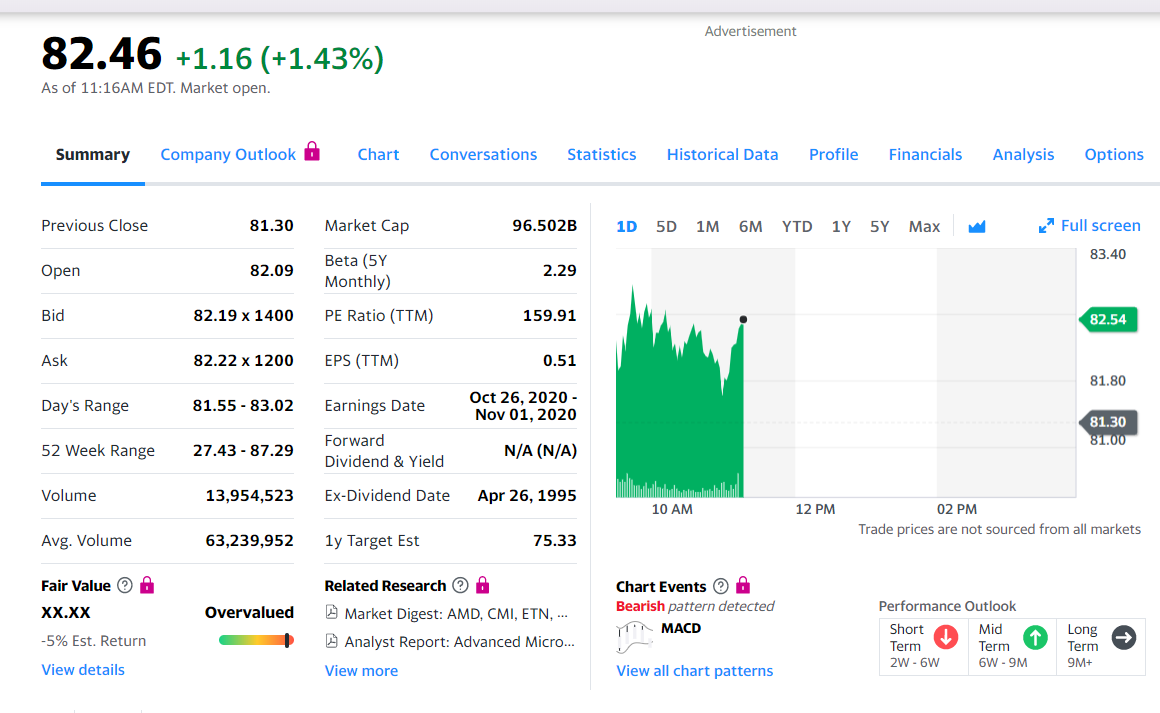 Advertisement
82.46 +1.16 (+1.43%)
As of 11:16AM EDT. Market open.
Summary Company Outlook Chart Conversations Statistics Historical Data Profile Financials Analysis Options
Previous Close 81.30
Open 82.09
Bid 82.19 x 1400
Ask 82.22 x 1200
Day's Range 81.55 - 83.02
52 Week Range 27.43 - 87.29
Volume 13,954,523
Avg. Volume 63,239,952
Market Cap 96.502B
Beta (5Y
Monthly) 2.29
PE Ratio (TTM) 159.91
EPS (TTM) 0.51
Earnings Date Oct 26, 2020 -
Nov 01, 2020
Forward
Dividend & Yield N/A (N/A)
Ex-Dividend Date Apr 26, 1995
1y Target Est 75.33
1D 5D 1M 6M YTD 1Y 5Y Max Full screen
83.40
82.54
81.80
81.30
81.00
10 AM 12 PM 02 PM
Trade prices are not sourced from all markets
Fair Value ?
XX.XX Overvalued
-5% Est. Return
View details
Related Research ?
Market Digest: AMD, CMI, ETN, ...
Analyst Report: Advanced Micro...
View more
Chart Events ?
Bearish pattern detected
MACD
View all chart patterns
Performance Outlook
Short
Term
2W - 6W
Mid
Term
6W - 9M
Long
Term
9M+